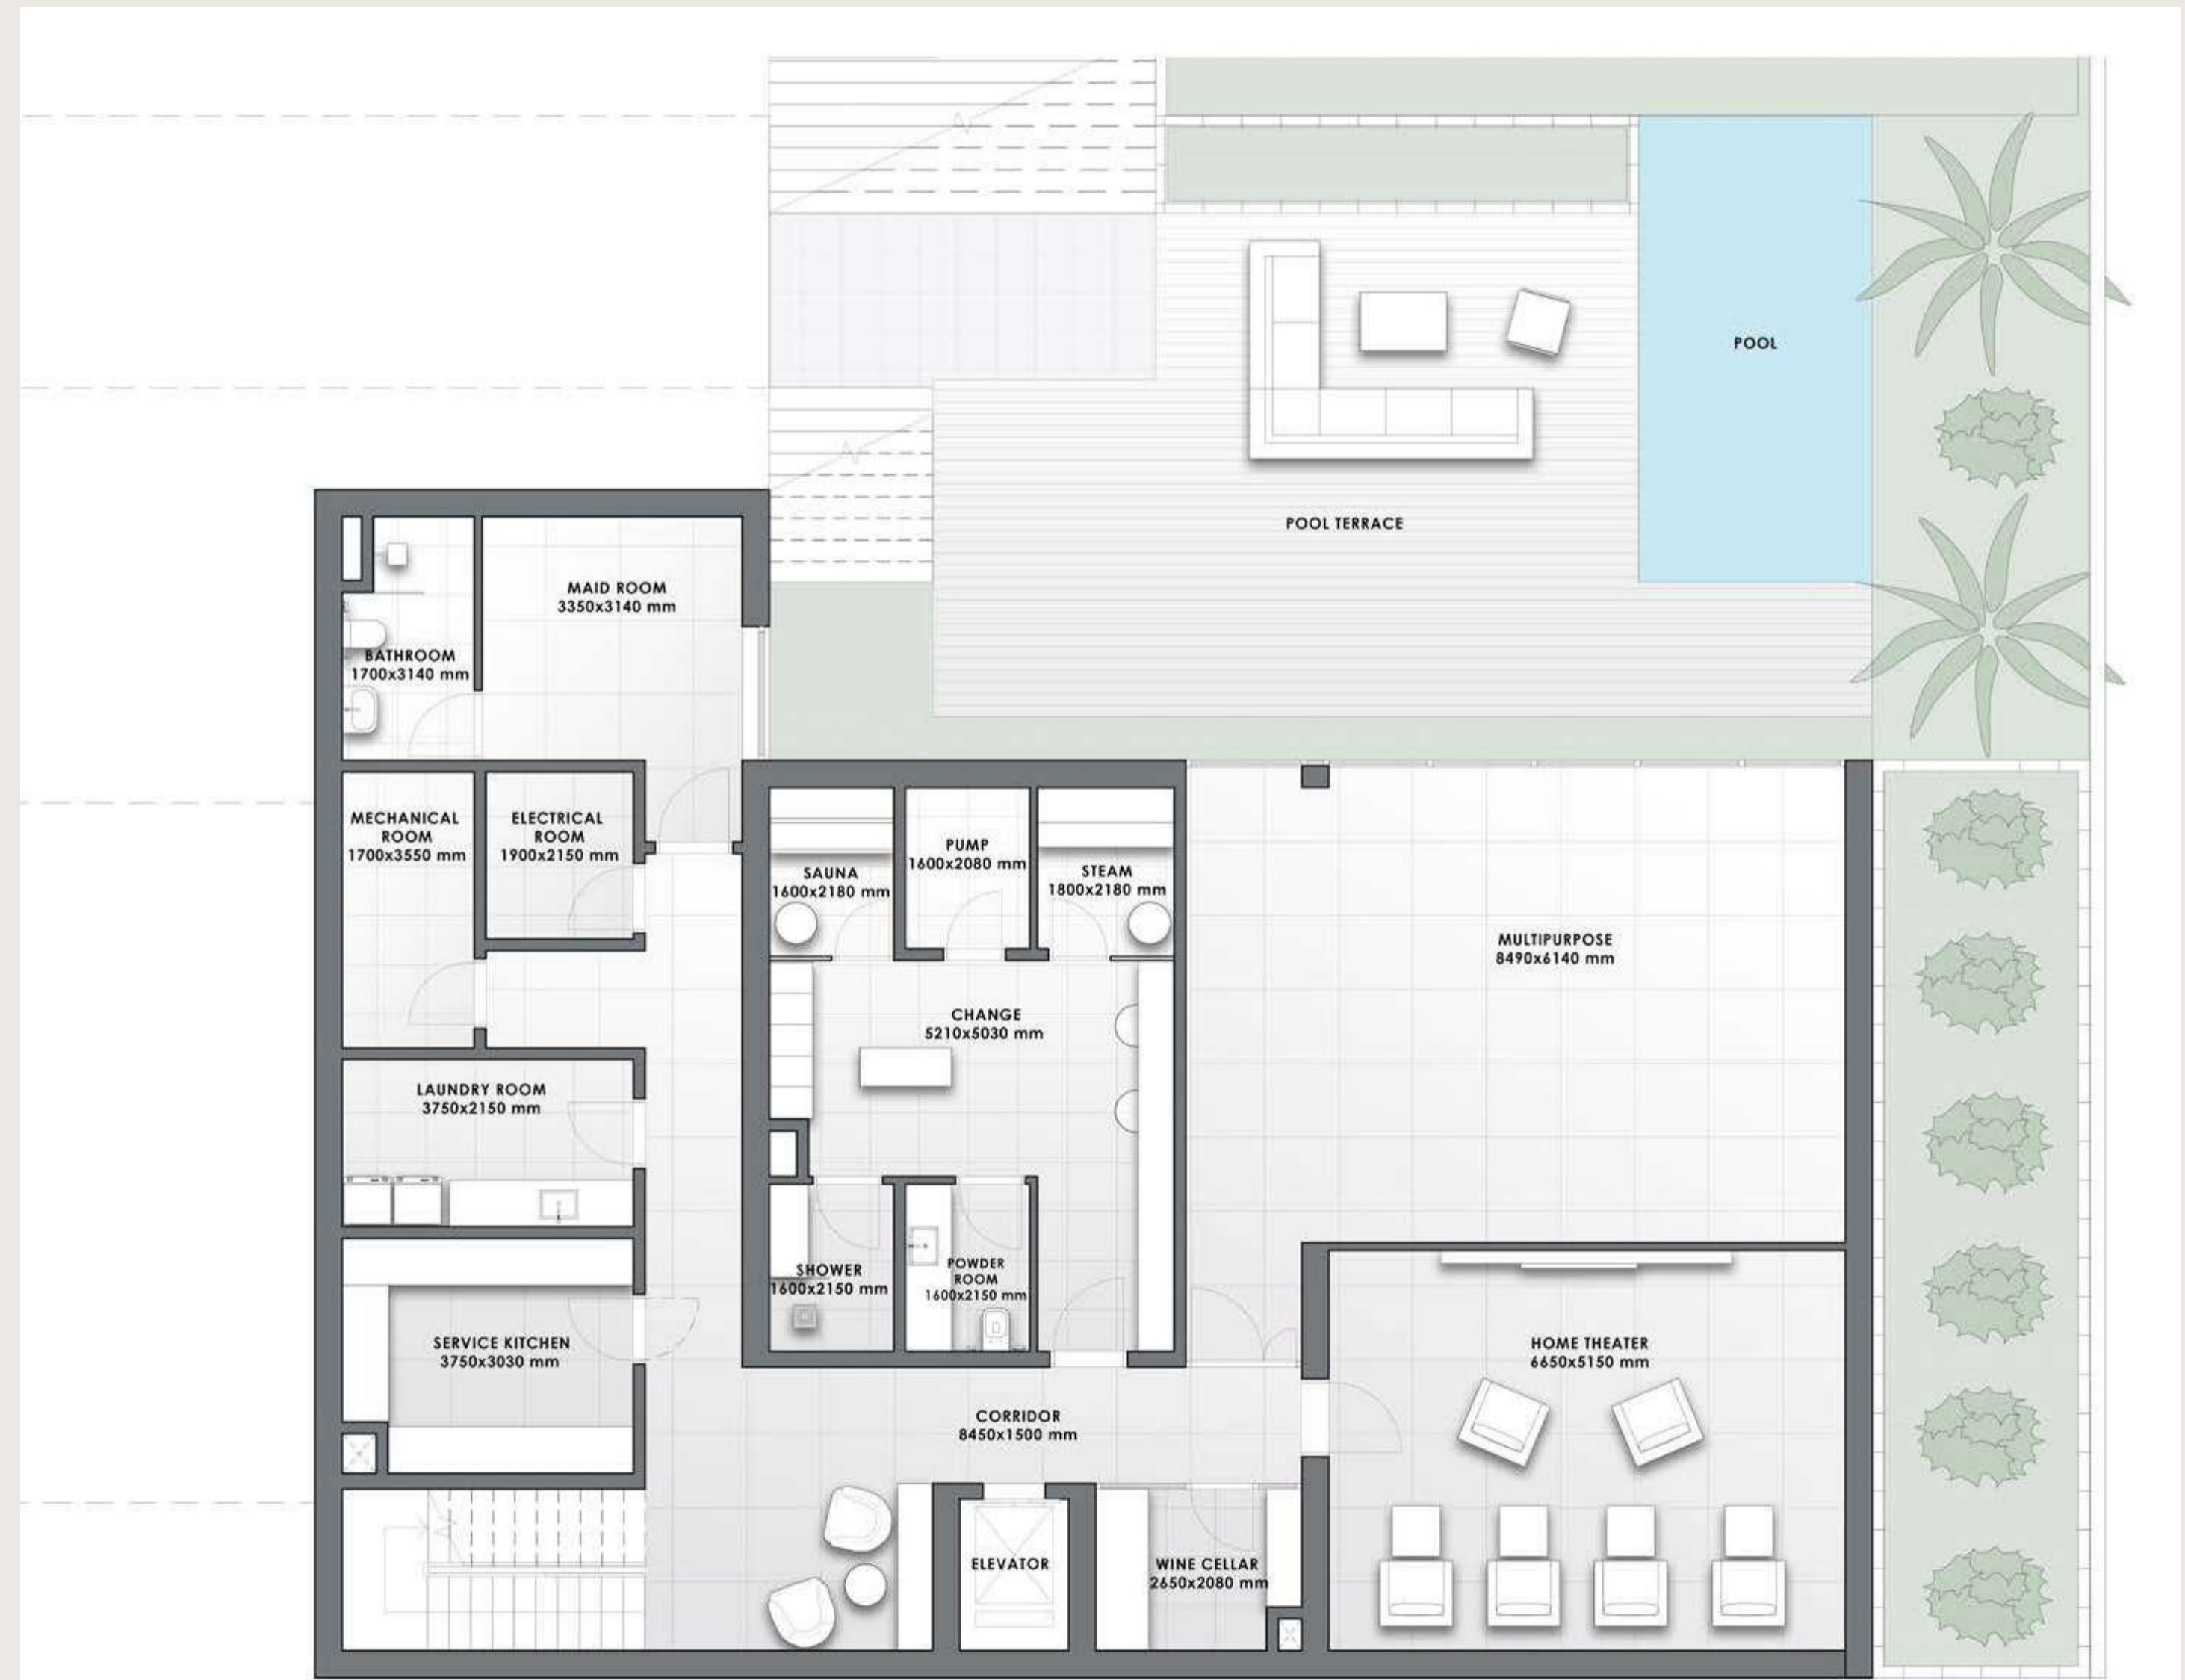 POOL
POOL TERRACE
MAID ROOM
3350x3140 mm
BATHROOM
1700x3140 mm
MECHANICAL
ROOM
1700x3550 mm
ELECTRICAL
ROOM
1900x2150 mm
SAUNA
1600x2180 mm
PUMP
1600x2080 mm
STEAM
1800x2180 mm
MULTIPURPOSE
8490x6140 mm
CHANGE
5210x5030 mm
LAUNDRY ROOM
3750x2150 mm
SHOWER
1600x2150 mm
POWDER
ROOM
1600x2150 mm
SERVICE KITCHEN
3750x3030 mm
HOME THEATER
6650x5150 mm
CORRIDOR
8450x1500 mm
ELEVATOR
WINE CELLAR
2650x2080 mm